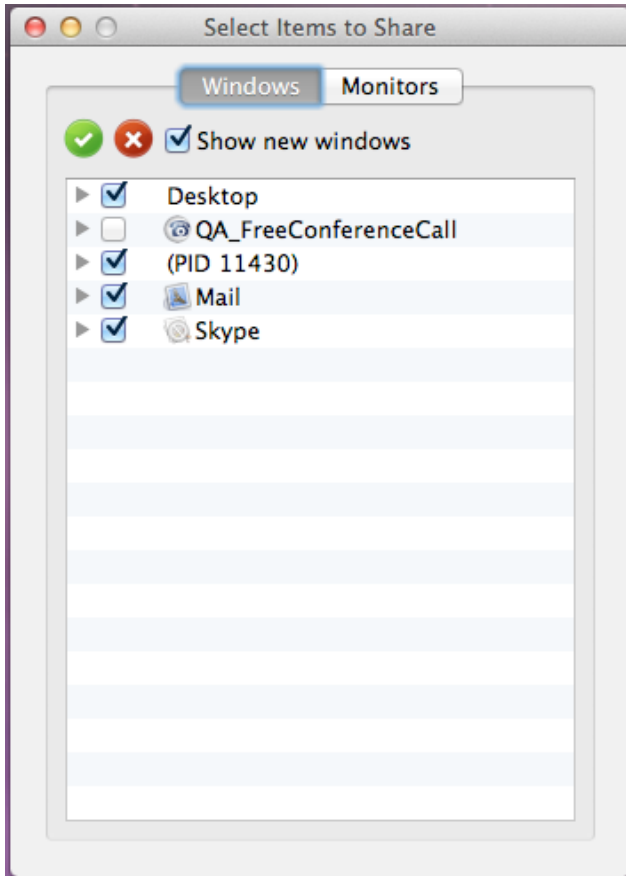 Select Items to Share
Windows Monitors
Show new windows
Desktop
QA_FreeConferenceCall
(PID 11430)
Mail
Skype